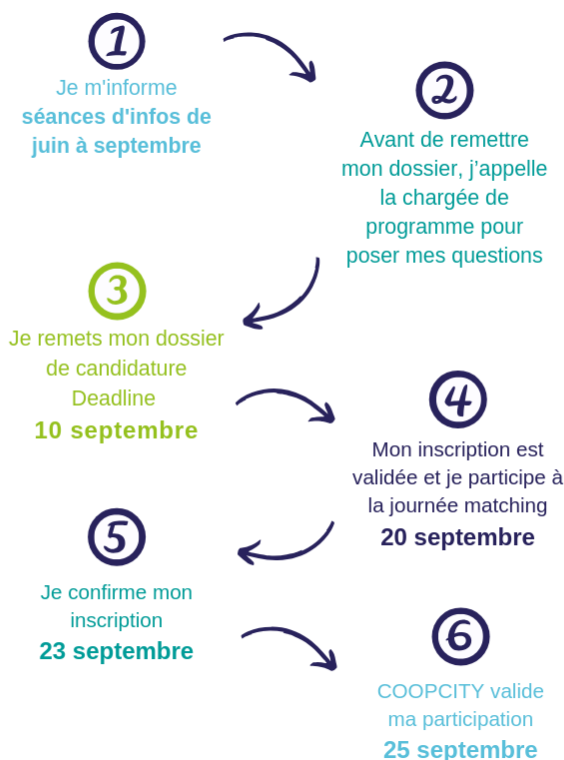 1
Je m'informe
séances d'infos de
juin à septembre
2
Avant de remettre
mon dossier, j’appelle
la chargée de
programme pour
poser mes questions
3
Je remets mon dossier
de candidature
Deadline
10 septembre
4
Mon inscription est
validée et je participe à
la journée matching
20 septembre
5
Je confirme mon
inscription
23 septembre
6
COOPCITY valide
ma participation
25 septembre